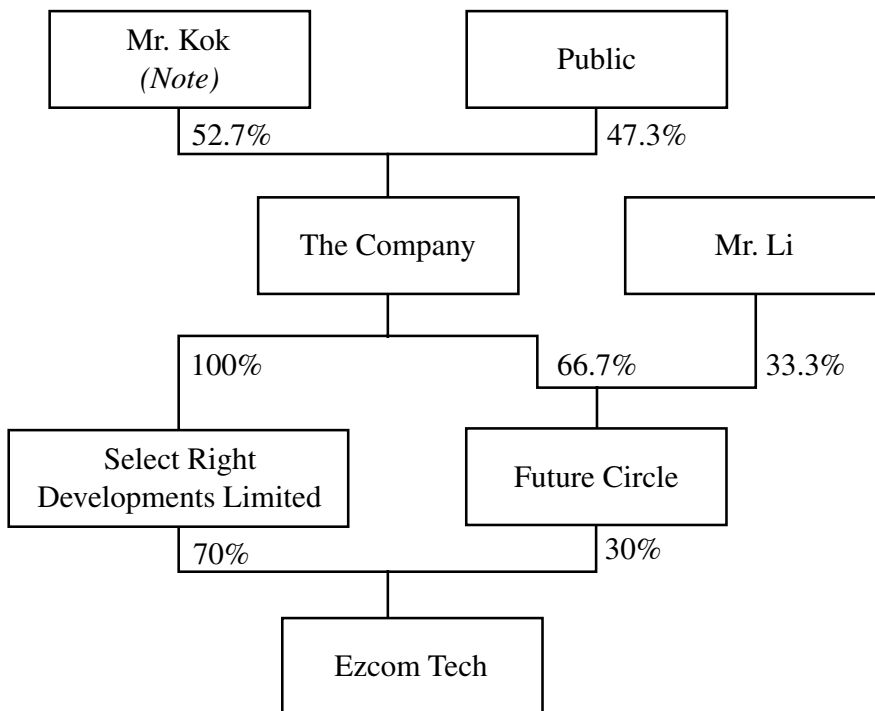 Mr. Kok
(Note)
Public
52.7%
47.3%
The Company
Mr. Li
100%
66.7%
33.3%
Select Right
Developments Limited
Future Circle
70%
30%
Ezcom Tech